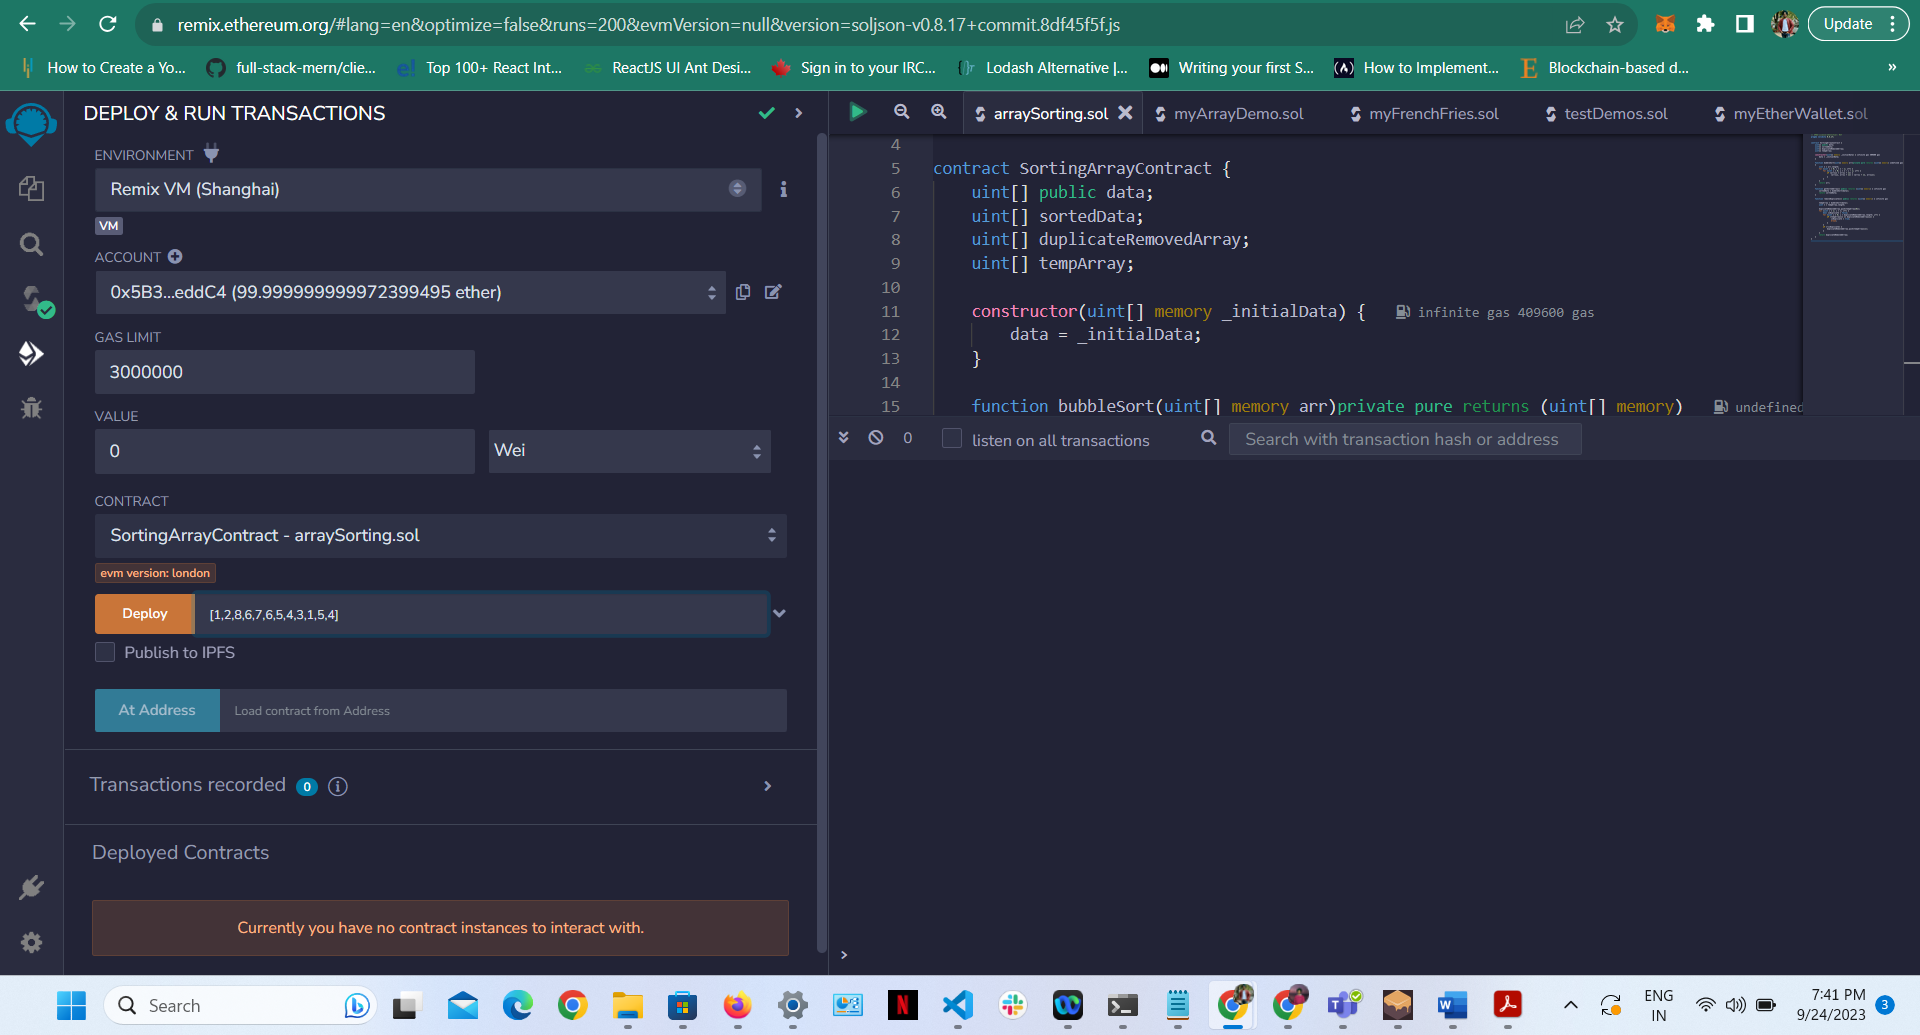 remix.ethereum.org/#lang=en&optimize=false&runs=200&evmVersion=null&version=soljson-v0.8.17+commit.8df45f5f.js
Update
How to Create a Yo...
full-stack-mern/clie...
Top 100+ React Int...
ReactJS UI Ant Desi...
Sign in to your IRC...
Lodash Alternative |...
Writing your first S...
How to Implement...
Blockchain-based d...
»
DEPLOY & RUN TRANSACTIONS
ENVIRONMENT
Remix VM (Shanghai)
VM
ACCOUNT
0x5B3...eddC4 (99.999999999972399495 ether)
GAS LIMIT
3000000
VALUE
0
Wei
CONTRACT
SortingArrayContract - arraySorting.sol
evm version: london
Deploy
[1,2,8,6,7,6,5,4,3,1,5,4]
Publish to IPFS
At Address
Load contract from Address
Transactions recorded 0
Deployed Contracts
Currently you have no contract instances to interact with.
arraySorting.sol
myArrayDemo.sol
myFrenchFries.sol
testDemos.sol
myEtherWallet.sol
4
5 contract SortingArrayContract {
6 uint[] public data;
7 uint[] sortedData;
8 uint[] duplicateRemovedArray;
9 uint[] tempArray;
10
11 constructor(uint[] memory _initialData) { infinite gas 409600 gas
12 data = _initialData;
13 }
14
15 function bubbleSort(uint[] memory arr)private pure returns (uint[] memory) undefined
0
listen on all transactions
Search with transaction hash or address
>
Search
ENG
IN
7:41 PM
9/24/2023
3